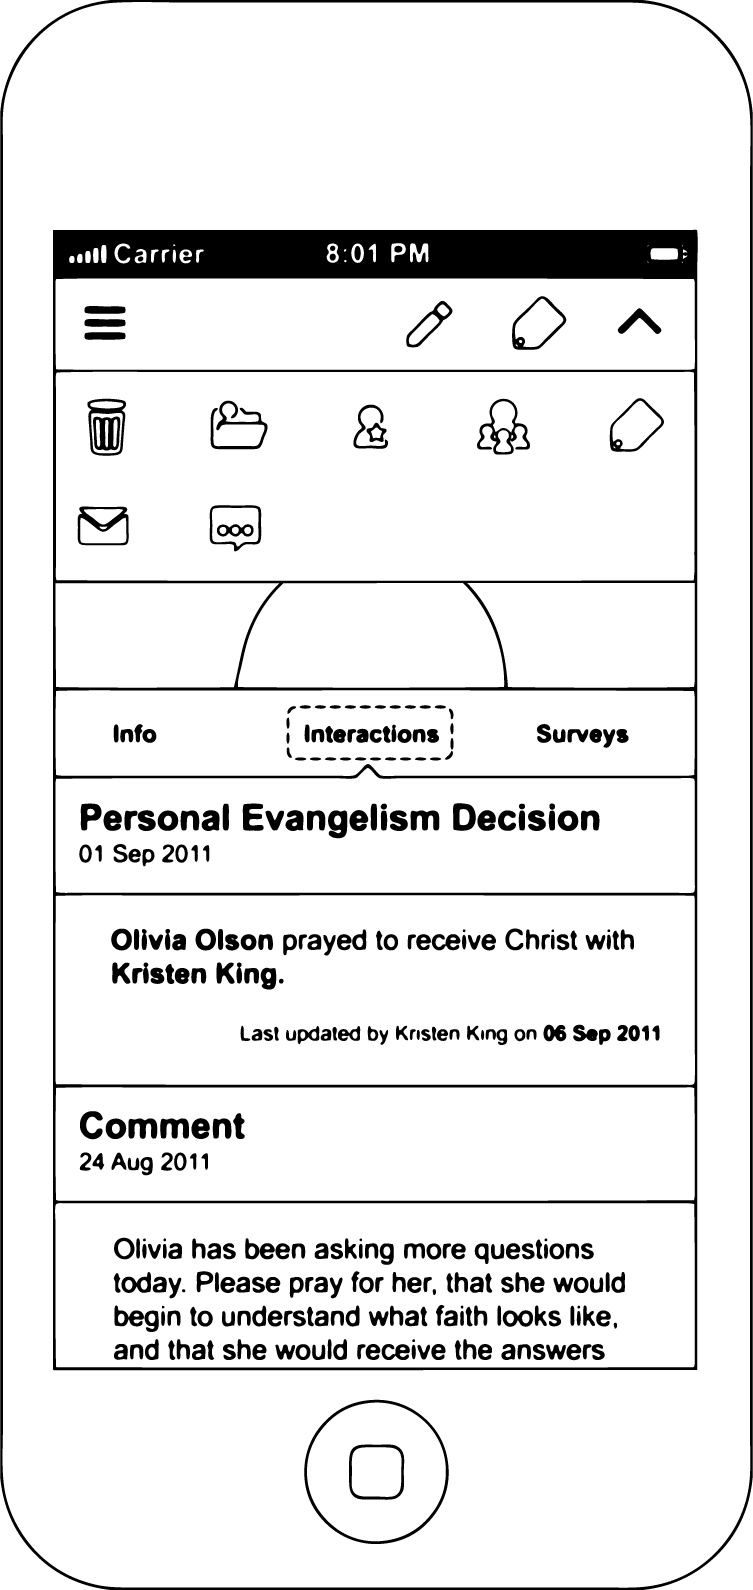 Carrier 8:01 PM
Info Interactions Surveys
Personal Evangelism Decision
01 Sep 2011
Olivia Olson prayed to receive Christ with
Kristen King.
Last updated by Kristen King on 06 Sep 2011
Comment
24 Aug 2011
Olivia has been asking more questions
today. Please pray for her, that she would
begin to understand what faith looks like,
and that she would receive the answers